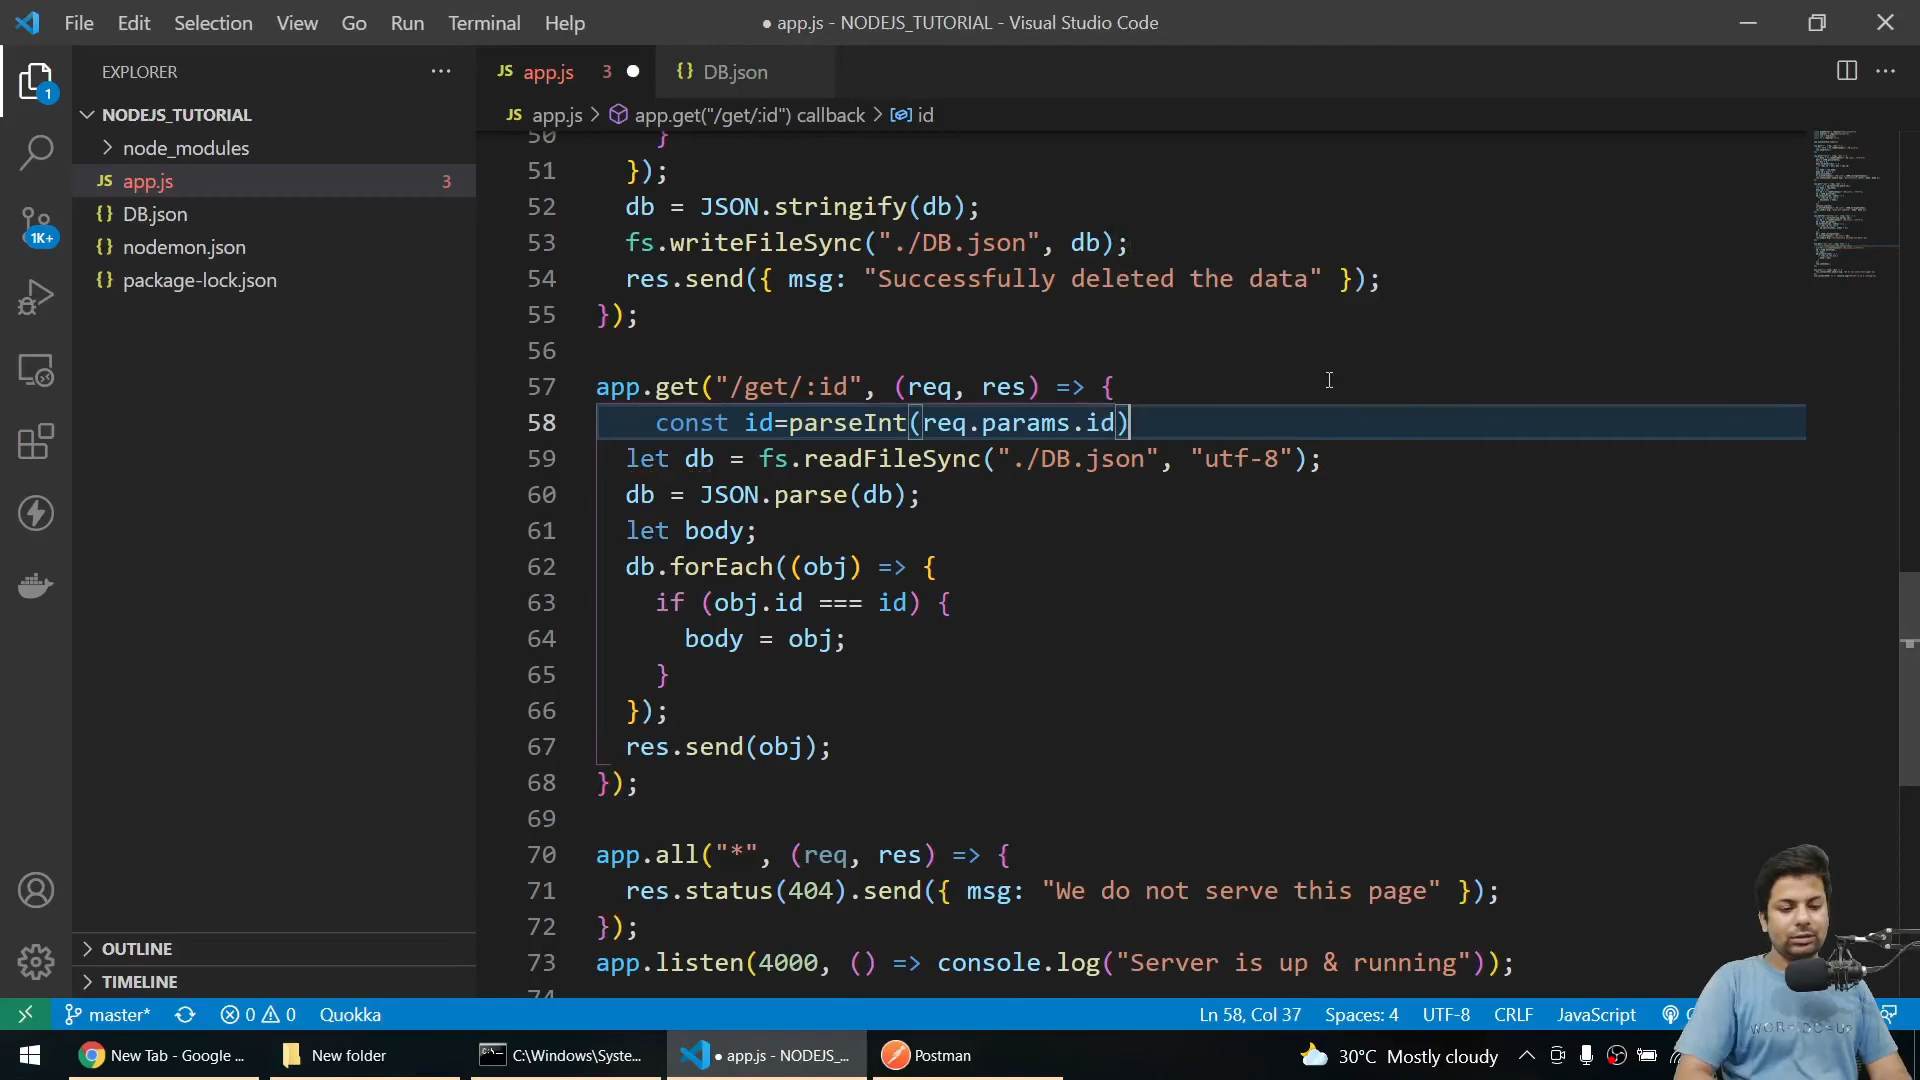 File Edit Selection View Go Run Terminal Help
● app.js - NODEJS_TUTORIAL - Visual Studio Code
EXPLORER
JS app.js 3
{} DB.json
NODEJS_TUTORIAL
JS app.js > app.get("/get/:id") callback > id
1
node_modules
JS app.js 3
{} DB.json
{} nodemon.json
{} package-lock.json
1K+
50 }
51 });
52 db = JSON.stringify(db);
53 fs.writeFileSync("./DB.json", db);
54 res.send({ msg: "Successfully deleted the data" });
55 });
56
57 app.get("/get/:id", (req, res) => {
58 const id=parseInt(req.params.id)
59 let db = fs.readFileSync("./DB.json", "utf-8");
60 db = JSON.parse(db);
61 let body;
62 db.forEach((obj) => {
63 if (obj.id === id) {
64 body = obj;
65 }
66 });
67 res.send(obj);
68 });
69
70 app.all("*", (req, res) => {
71 res.status(404).send({ msg: "We do not serve this page" });
72 });
73 app.listen(4000, () => console.log("Server is up & running"));
74
OUTLINE
TIMELINE
master* 0 0 Quokka
Ln 58, Col 37 Spaces: 4 UTF-8 CRLF JavaScript
New Tab - Google ...
New folder
C:\Windows\Syste...
● app.js - NODEJS_...
Postman
30°C Mostly cloudy